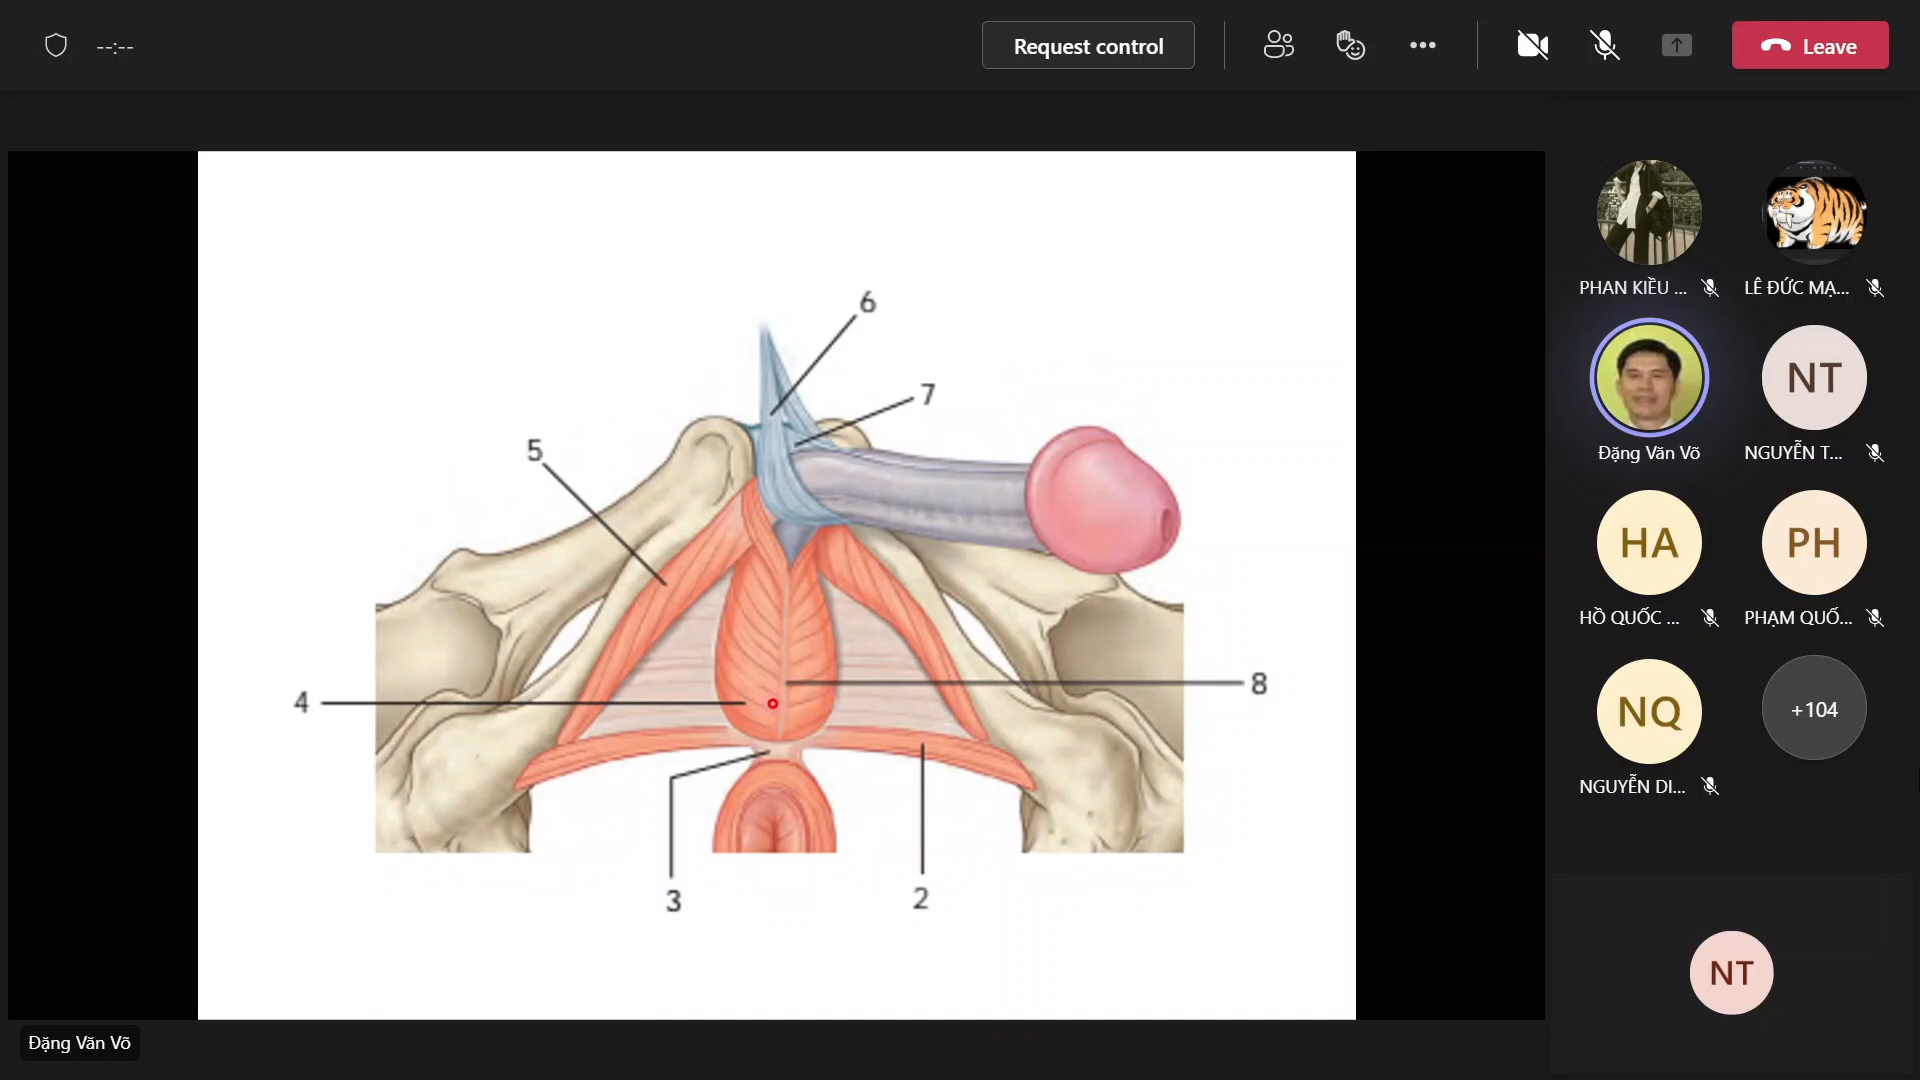 --:--
Request control
Leave
6
7
5
4
8
3
2
PHAN KIỀU ...
LÊ ĐỨC MẠ...
Đặng Văn Võ
NT
NGUYỄN T...
HA
PH
HỒ QUỐC ...
PHẠM QUỐ...
NQ
+104
NGUYỄN DI...
NT
Đặng Văn Võ